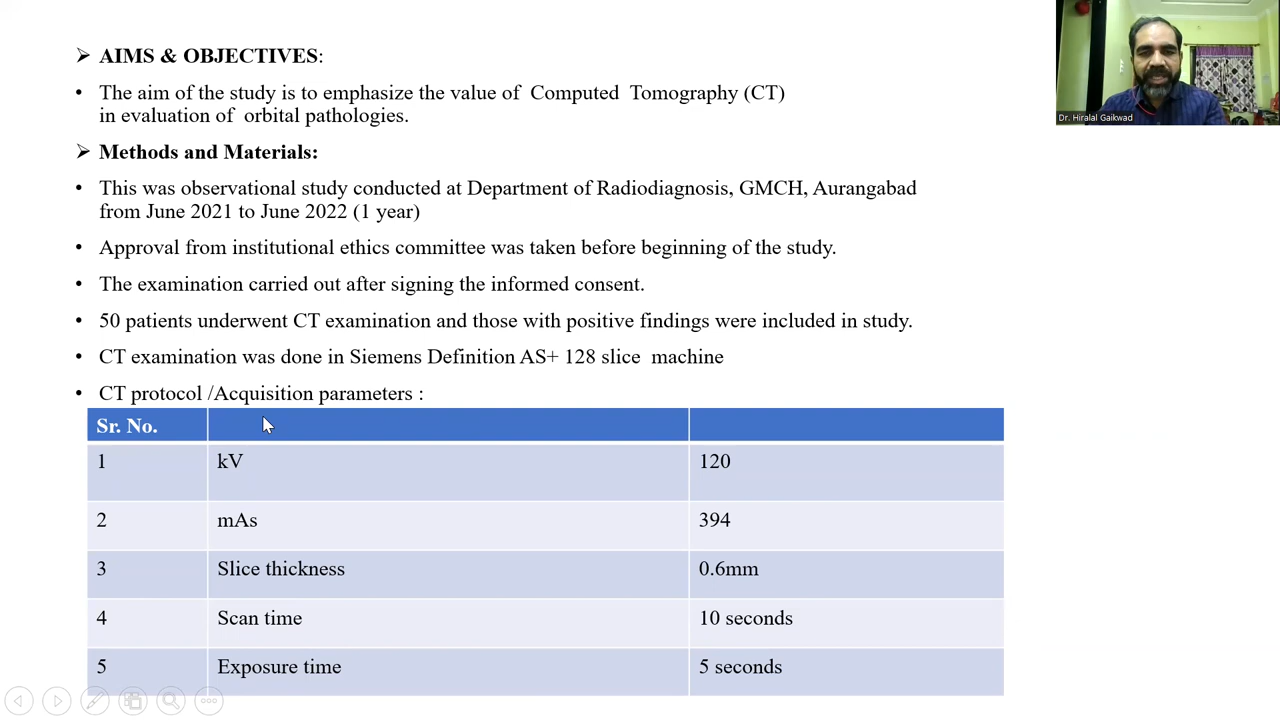 AIMS & OBJECTIVES:
The aim of the study is to emphasize the value of Computed Tomography (CT)
in evaluation of orbital pathologies.
Methods and Materials:
This was observational study conducted at Department of Radiodiagnosis, GMCH, Aurangabad
from June 2021 to June 2022 (1 year)
Approval from institutional ethics committee was taken before beginning of the study.
The examination carried out after signing the informed consent.
50 patients underwent CT examination and those with positive findings were included in study.
CT examination was done in Siemens Definition AS+ 128 slice machine
CT protocol /Acquisition parameters :
Sr. No.
1 kV 120
2 mAs 394
3 Slice thickness 0.6mm
4 Scan time 10 seconds
5 Exposure time 5 seconds
Dr. Hiralal Gaikwad